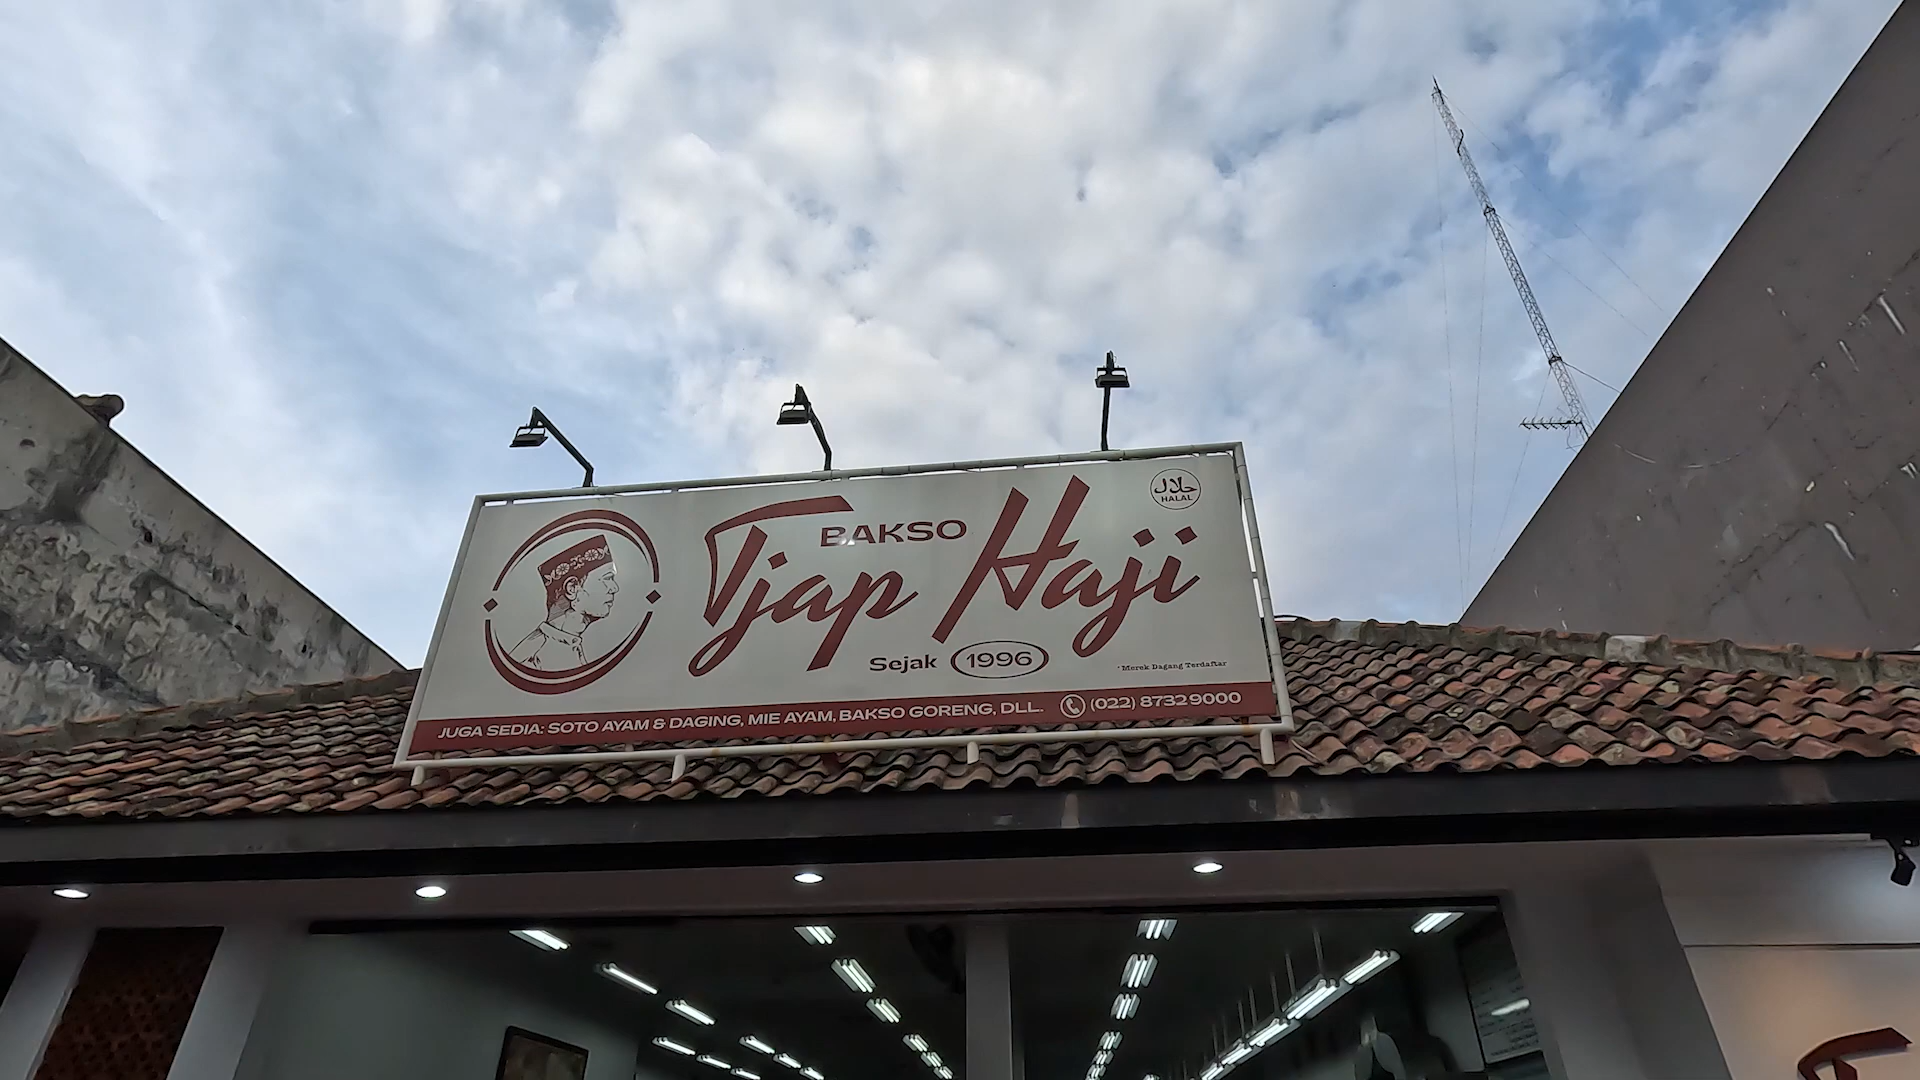 BAKSO
Tjap Haji
حلال
HALAL
Sejak 1996
*Merek Dagang Terdaftar
JUGA SEDIA: SOTO AYAM & DAGING, MIE AYAM, BAKSO GORENG, DLL. (022) 87329000